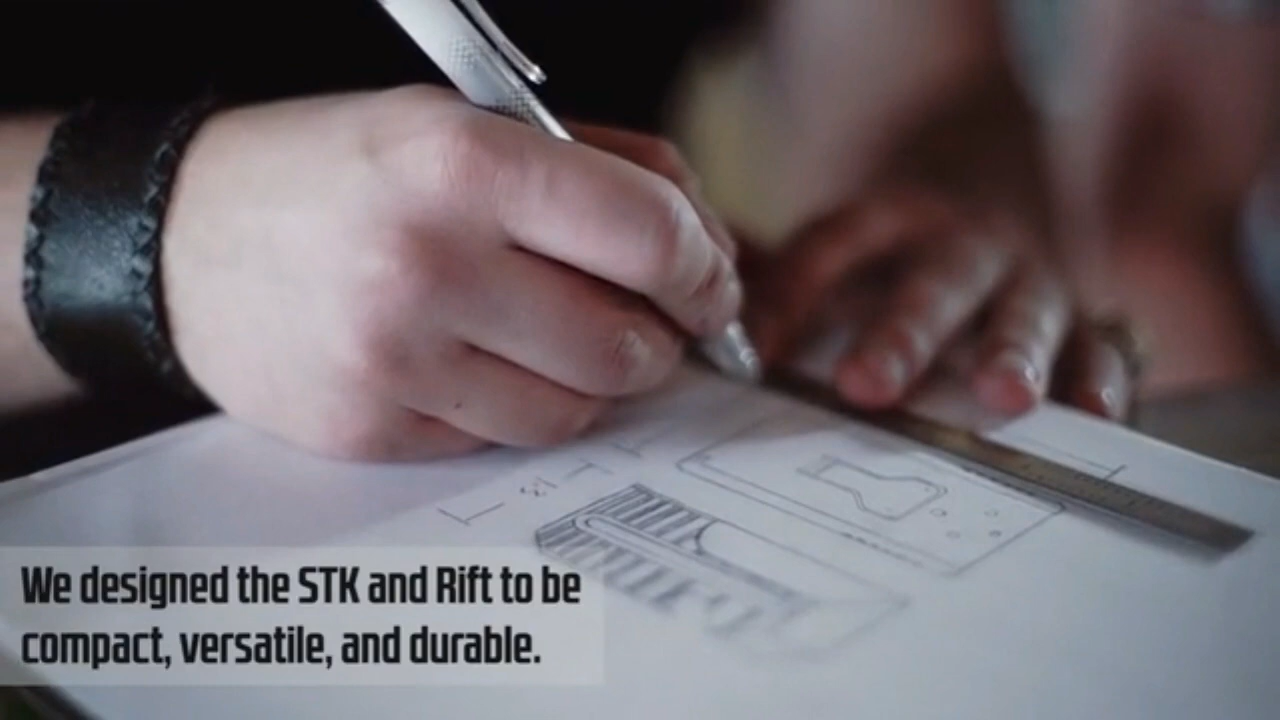 We designed the STK and Rift to be
compact, versatile, and durable.